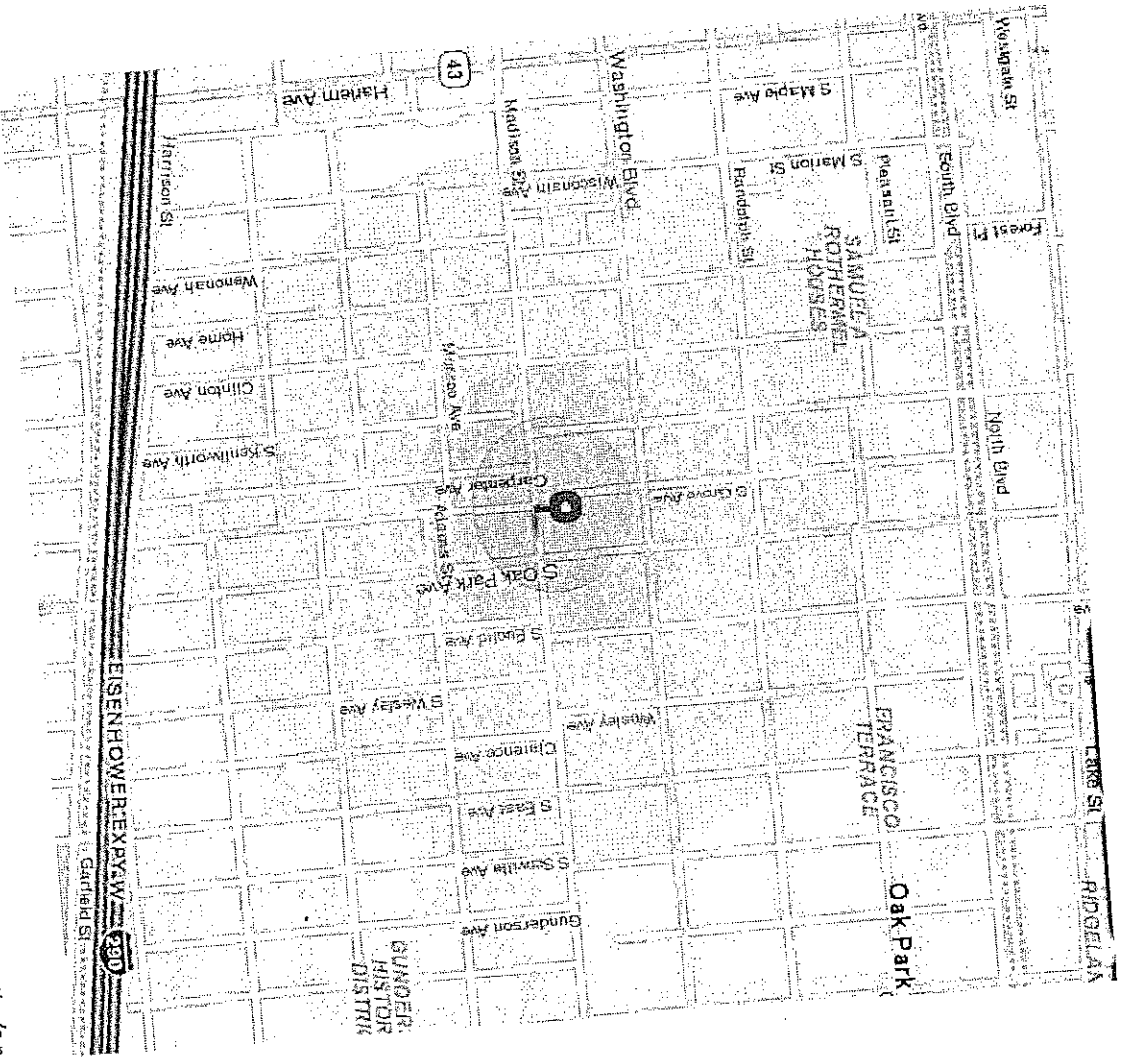 Westgate St
Lake St
RIDGELAN
Forest Pl
North Blvd
South Blvd
Pleasant St
S Maple Ave
S Marion St
Randolph St
SAMUEL A
ROTHERMEL
HOUSES
FRANCISCO
TERRACE
Oak Park
Washington Blvd
Wisconsin
Madison St
43
Harlem Ave
Harrison St
Wenonah Ave
Home Ave
Clinton Ave
S Kenilworth Ave
Carpenter Ave
S Grove Ave
Adams St
S Oak Park Ave
S Euclid Ave
S Wesley Ave
Wesley Ave
Clarence Ave
S East Ave
S Scoville Ave
Gunderson Ave
GUNDER
HISTOR
DISTRI
EISENHOWER EXPY W
290
Garfield St